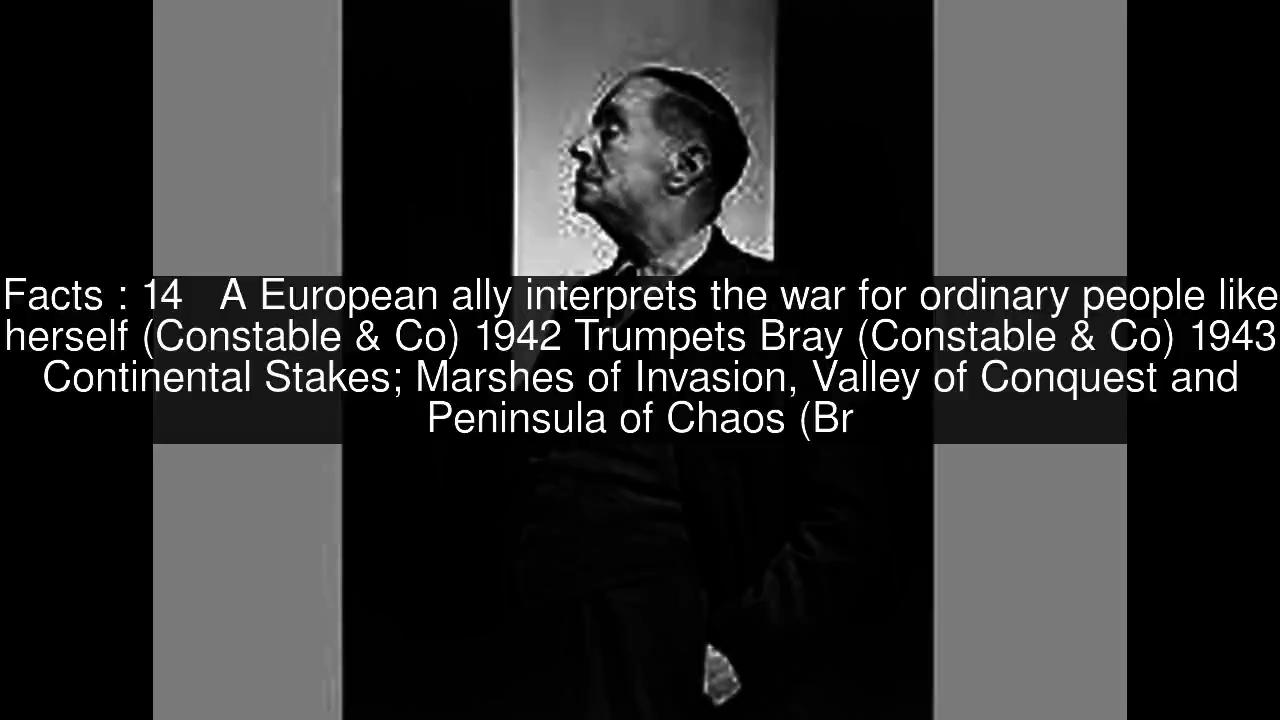 Facts : 14   A European ally interprets the war for ordinary people like
herself (Constable & Co) 1942 Trumpets Bray (Constable & Co) 1943
Continental Stakes; Marshes of Invasion, Valley of Conquest and
Peninsula of Chaos (Br